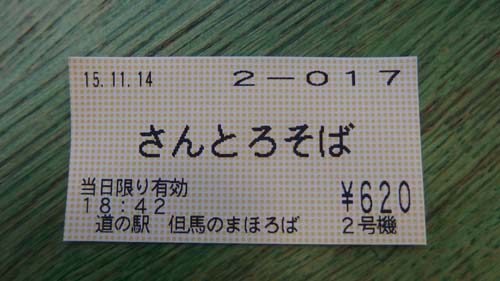 15.11.14 2-017
さんとろそば
当日限り有効
18:42 ¥620
道の駅 但馬のまほろば 2号機